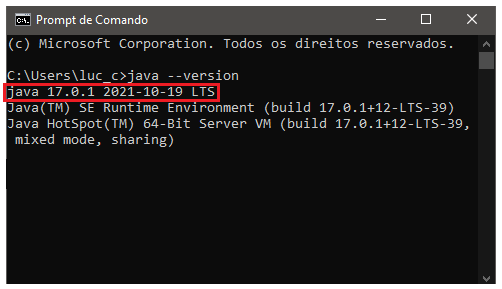 Prompt de Comando
(c) Microsoft Corporation. Todos os direitos reservados.
C:\Users\luc_c>java --version
java 17.0.1 2021-10-19 LTS
Java(TM) SE Runtime Environment (build 17.0.1+12-LTS-39)
Java HotSpot(TM) 64-Bit Server VM (build 17.0.1+12-LTS-39,
mixed mode, sharing)